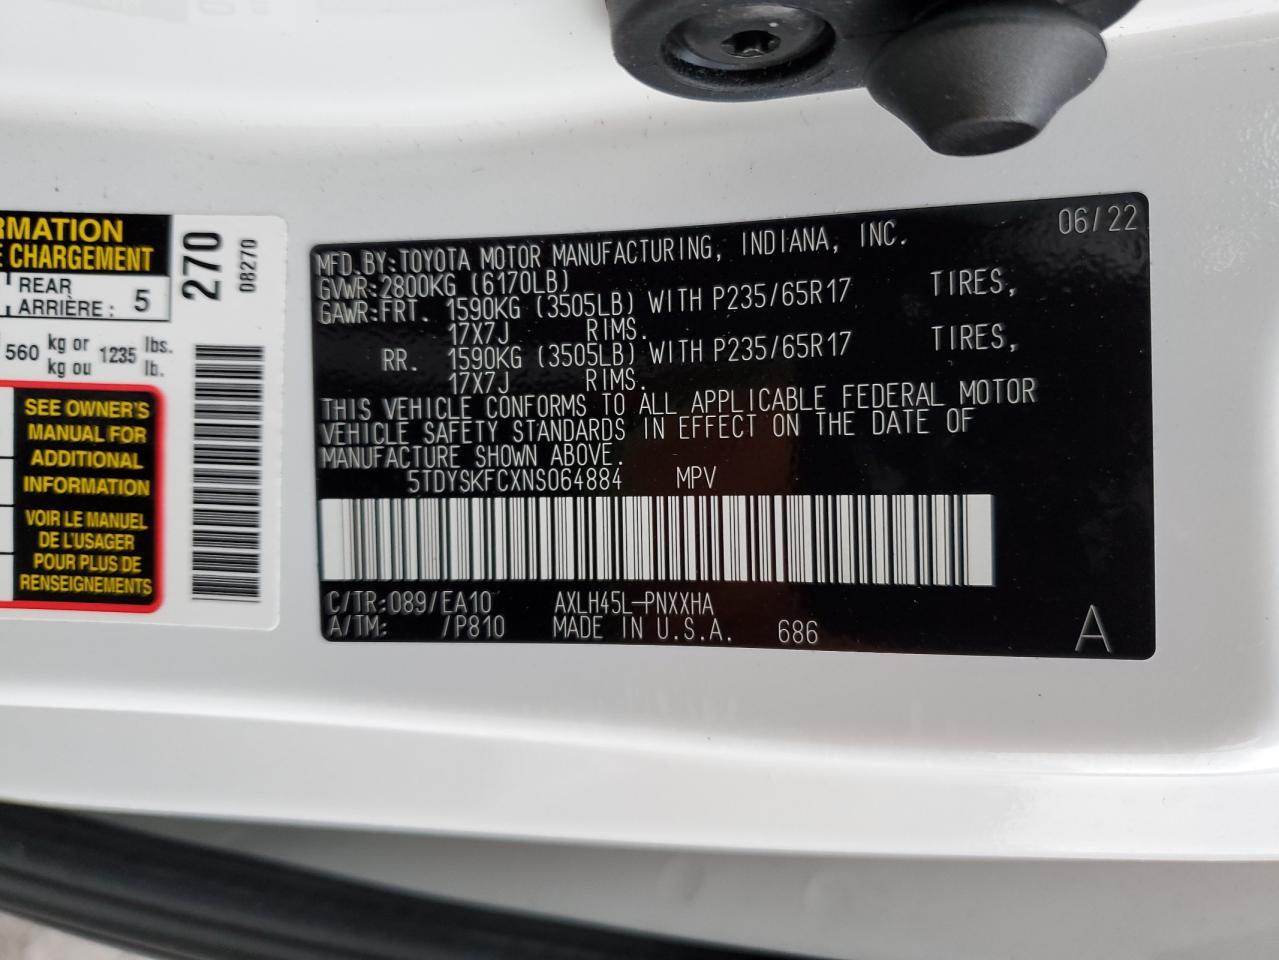 RMATION
E CHARGEMENT
REAR
ARRIÈRE: 5
560 kg or 1235 lbs.
kg ou lb.
SEE OWNER'S
MANUAL FOR
ADDITIONAL
INFORMATION
VOIR LE MANUEL
DE L'USAGER
POUR PLUS DE
RENSEIGNEMENTS
270
08270
06/22
MFD.BY:TOYOTA MOTOR MANUFACTURING, INDIANA, INC.
GVWR:2800KG (6170LB)
GAWR:FRT. 1590KG (3505LB) WITH P235/65R17 TIRES,
17X7J RIMS.
RR. 1590KG (3505LB) WITH P235/65R17 TIRES,
17X7J RIMS.
THIS VEHICLE CONFORMS TO ALL APPLICABLE FEDERAL MOTOR
VEHICLE SAFETY STANDARDS IN EFFECT ON THE DATE OF
MANUFACTURE SHOWN ABOVE.
5TDYSKFCXNS064884 MPV
C/TR:089/EA10 AXLH45L-PNXXHA
A/TM: /P810 MADE IN U.S.A. 686
A